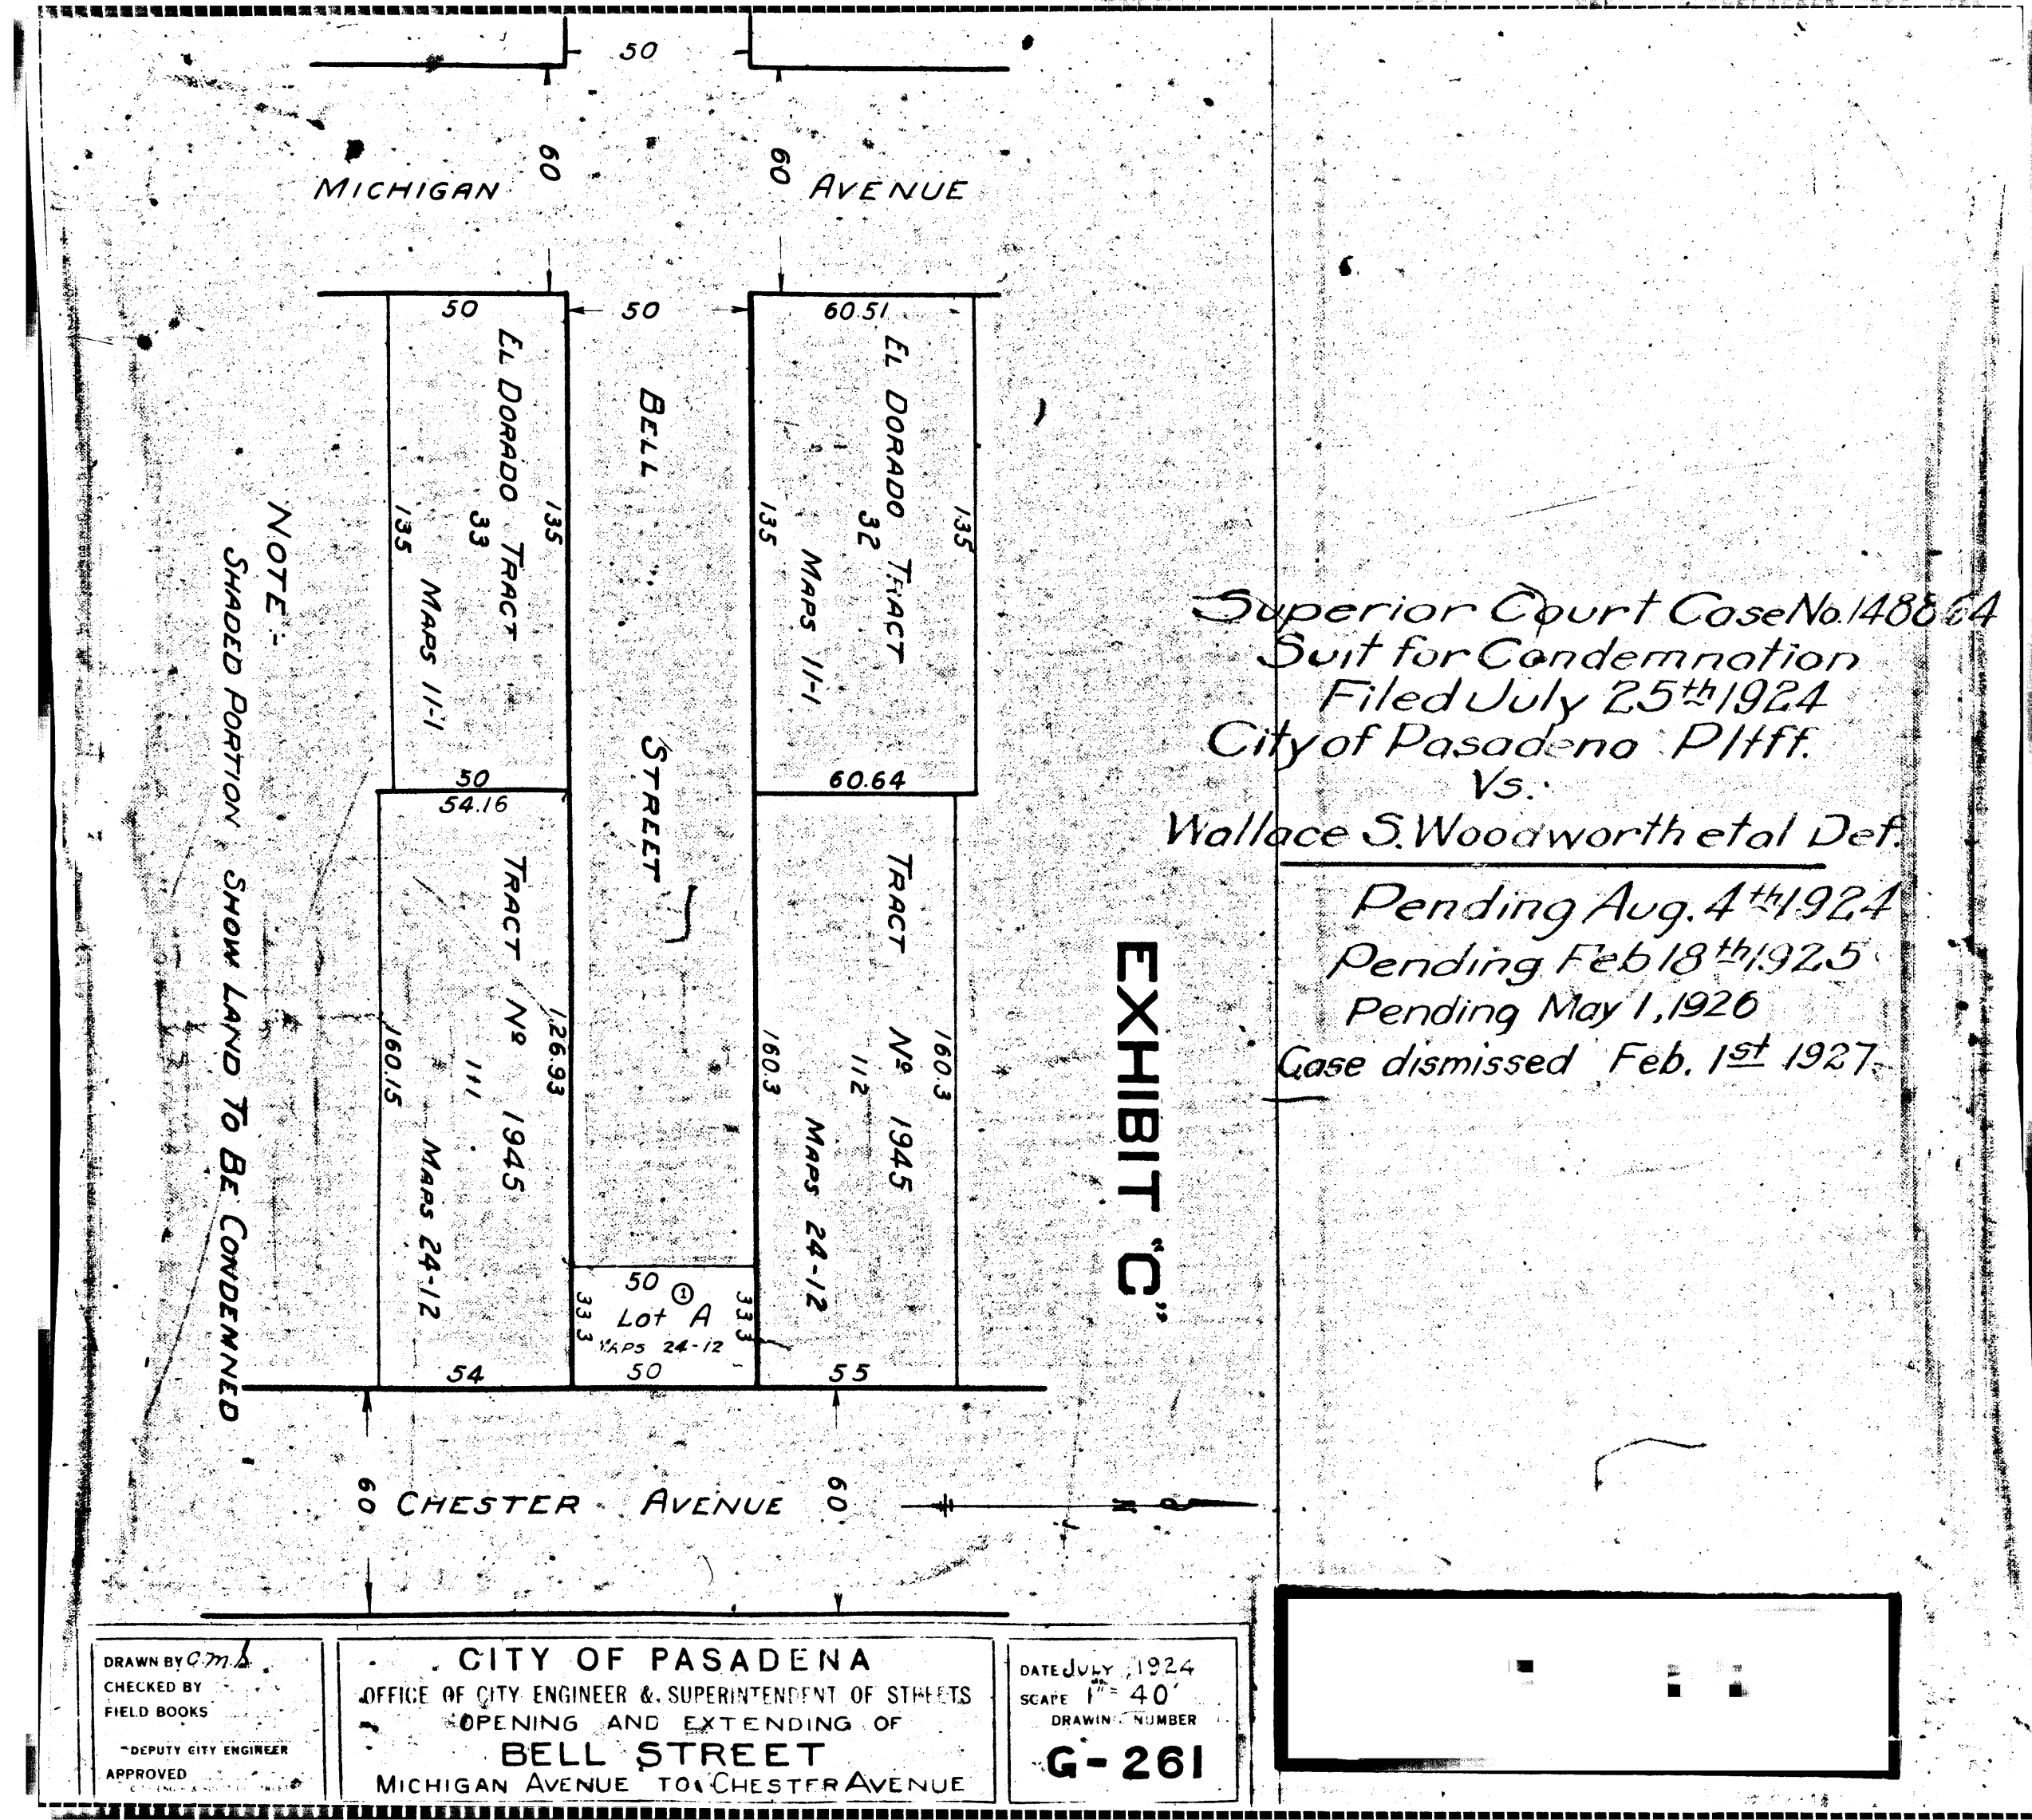 50
60
60
MICHIGAN AVENUE
50
50
60.51
EL DORADO TRACT
33
MAPS 11-1
135
135
50
BELL STREET
EL DORADO TRACT
32
MAPS 11-1
135
135
60.64
54.16
TRACT Nº 1945
111
MAPS 24-12
126.93
160.15
54
TRACT Nº 1945
112
MAPS 24-12
160.3
160.3
55
50
①
Lot A
MAPS 24-12
33.3
33.3
50
NOTE:-
SHADED PORTION SHOW LAND TO BE CONDEMNED
EXHIBIT "C"
60
CHESTER AVENUE
60
Superior Court Case No.
Suit for Condemnation
Filed July 25th 1924
City of Pasadena Pltff.
Vs.
Wallace S. Woodworth et al Def.
Pending Aug. 4th 1924
Pending Feb 18th 1925
Pending May 1, 1926
Case dismissed Feb. 1st 1927
DRAWN BY
CHECKED BY
FIELD BOOKS
DEPUTY CITY ENGINEER
APPROVED
CITY OF PASADENA
OFFICE OF CITY ENGINEER & SUPERINTENDENT OF STREETS
OPENING AND EXTENDING OF
BELL STREET
MICHIGAN AVENUE TO CHESTER AVENUE
DATE JULY, 1924
SCALE 1"= 40'
DRAWING NUMBER
G-261